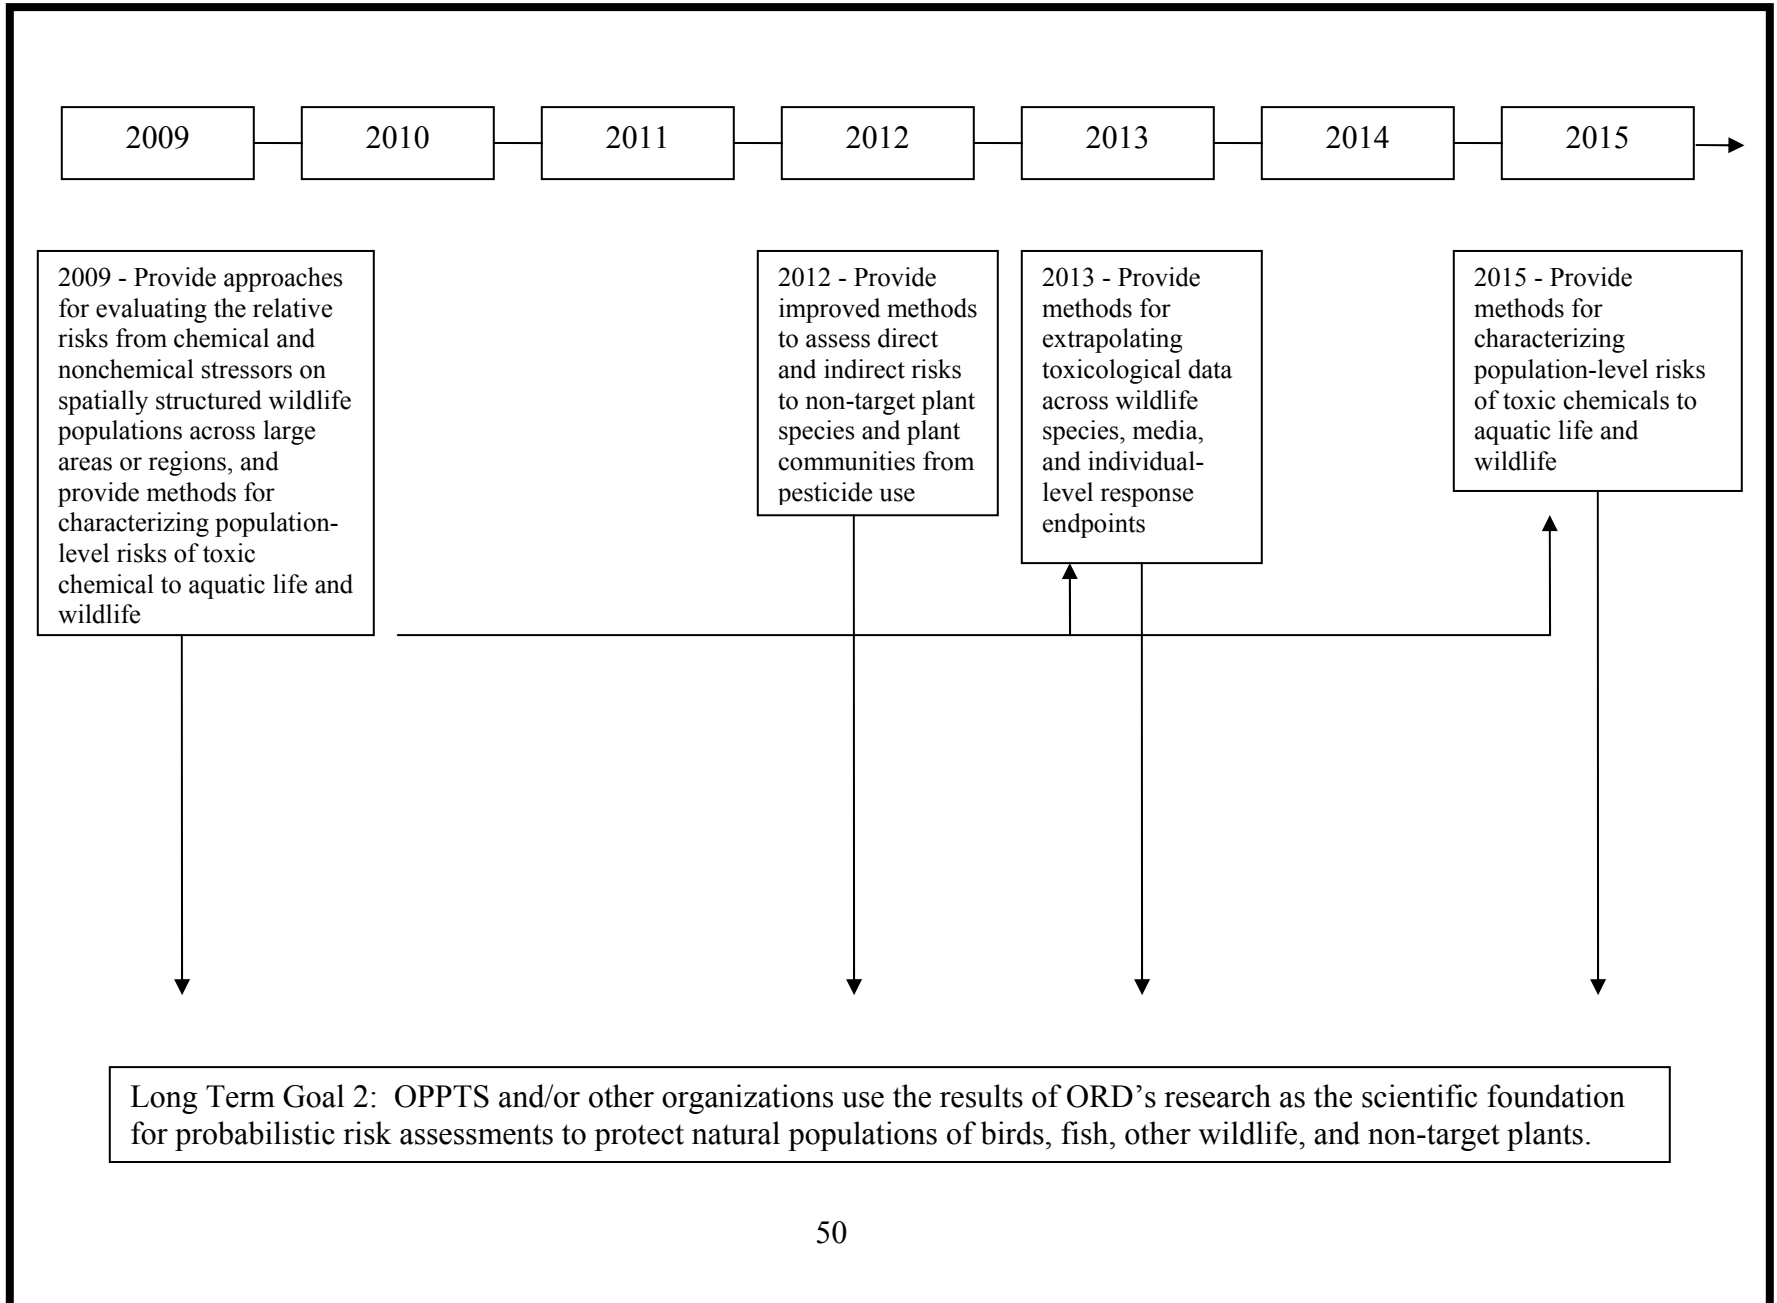 2009
2010
2011
2012
2013
2014
2015
2009 - Provide approaches
for evaluating the relative
risks from chemical and
nonchemical stressors on
spatially structured wildlife
populations across large
areas or regions, and
provide methods for
characterizing population-
level risks of toxic
chemical to aquatic life and
wildlife
2012 - Provide
improved methods
to assess direct
and indirect risks
to non-target plant
species and plant
communities from
pesticide use
2013 - Provide
methods for
extrapolating
toxicological data
across wildlife
species, media,
and individual-
level response
endpoints
2015 - Provide
methods for
characterizing
population-level risks
of toxic chemicals to
aquatic life and
wildlife
Long Term Goal 2:  OPPTS and/or other organizations use the results of ORD’s research as the scientific foundation
for probabilistic risk assessments to protect natural populations of birds, fish, other wildlife, and non-target plants.
50